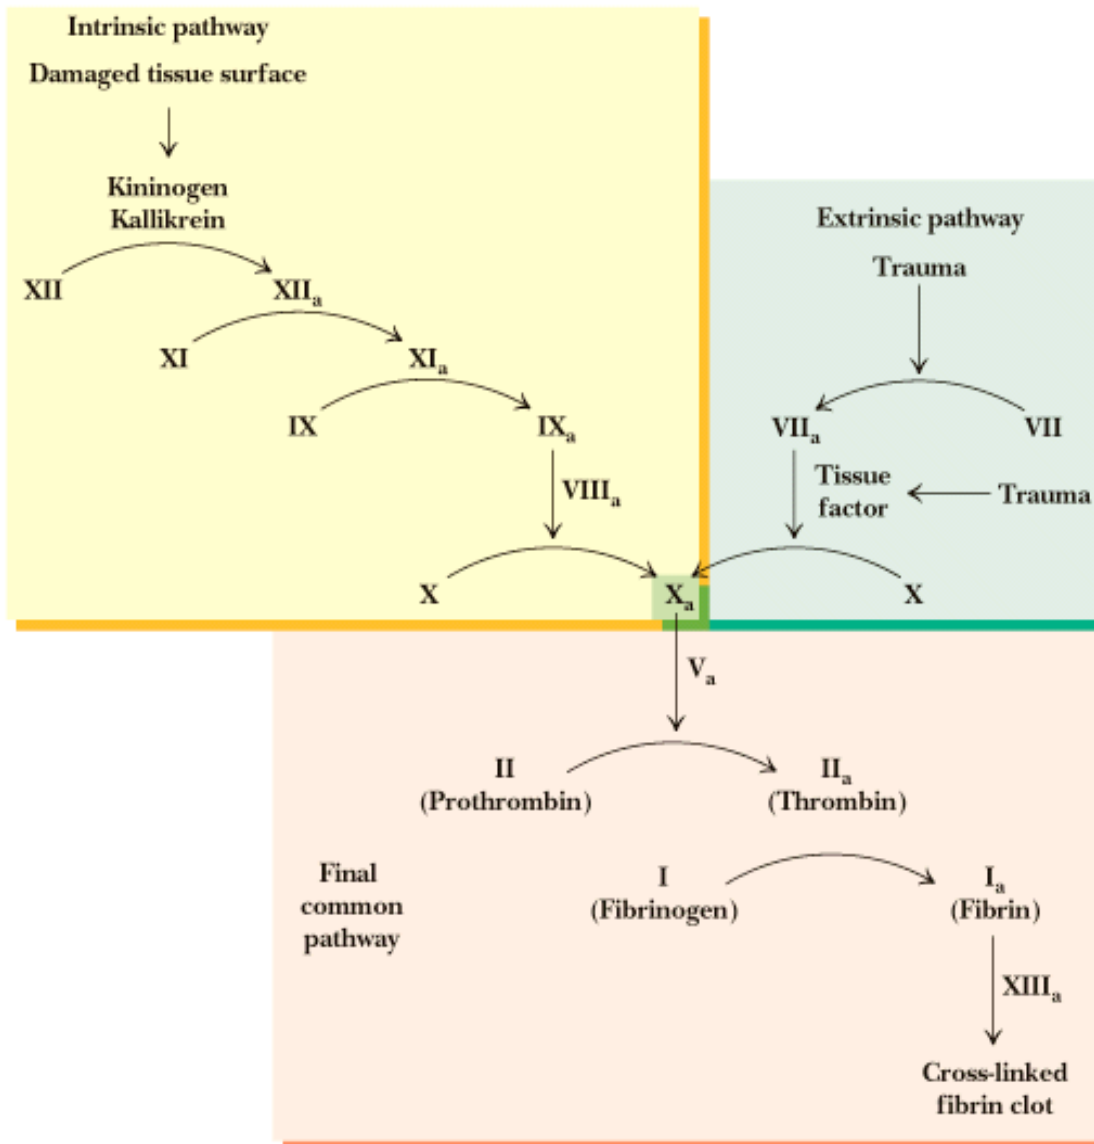 Intrinsic pathway
Damaged tissue surface
Kininogen
Kallikrein
XII
XIIₐ
XI
XIₐ
IX
IXₐ
VIIIₐ
X
Xₐ
Extrinsic pathway
Trauma
VIIₐ
VII
Tissue
factor
Trauma
X
Vₐ
II
(Prothrombin)
IIₐ
(Thrombin)
Final
common
pathway
I
(Fibrinogen)
Iₐ
(Fibrin)
XIIIₐ
Cross-linked
fibrin clot